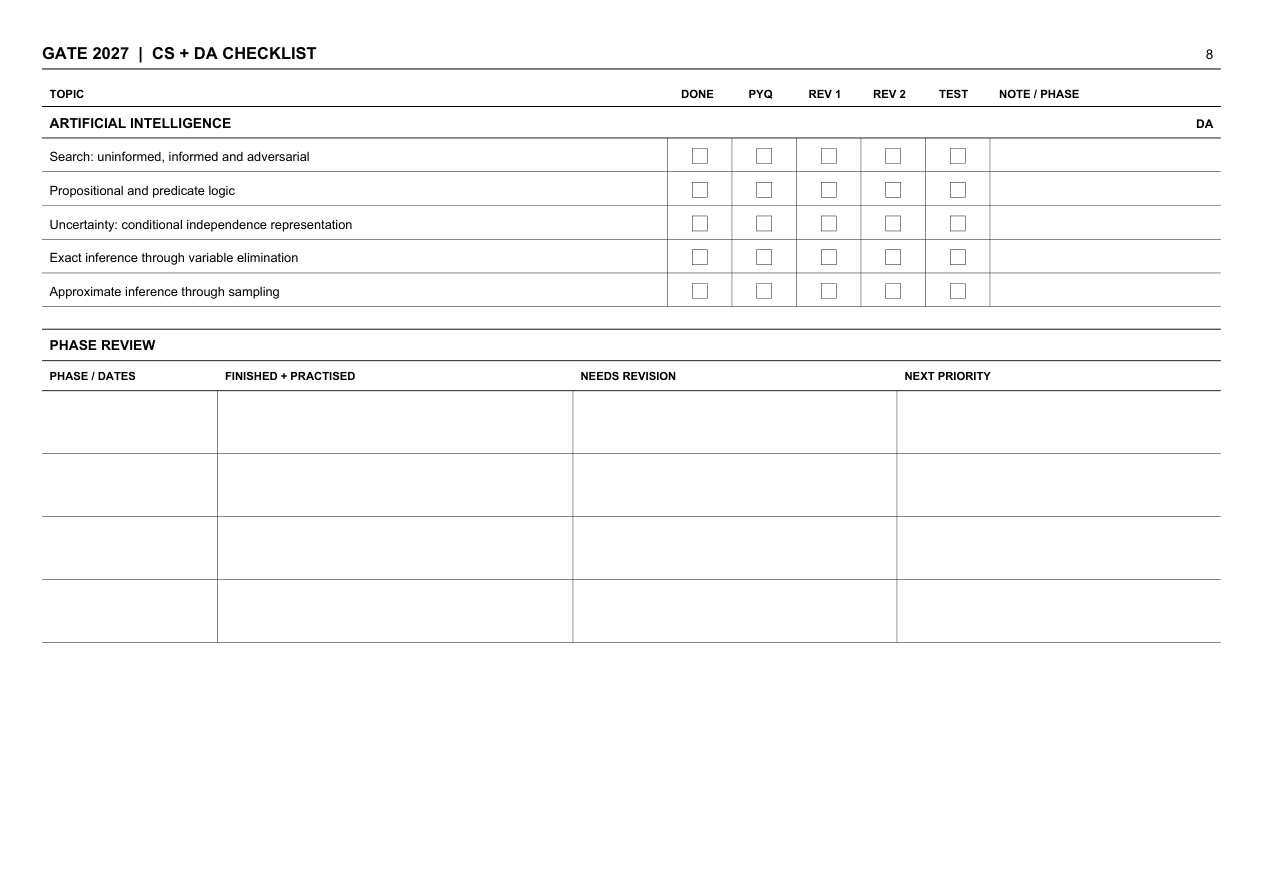 GATE 2027 | CS + DA CHECKLIST 8
TOPIC DONE PYQ REV 1 REV 2 TEST NOTE / PHASE
ARTIFICIAL INTELLIGENCE DA
Search: uninformed, informed and adversarial
Propositional and predicate logic
Uncertainty: conditional independence representation
Exact inference through variable elimination
Approximate inference through sampling
PHASE REVIEW
PHASE / DATES FINISHED + PRACTISED NEEDS REVISION NEXT PRIORITY